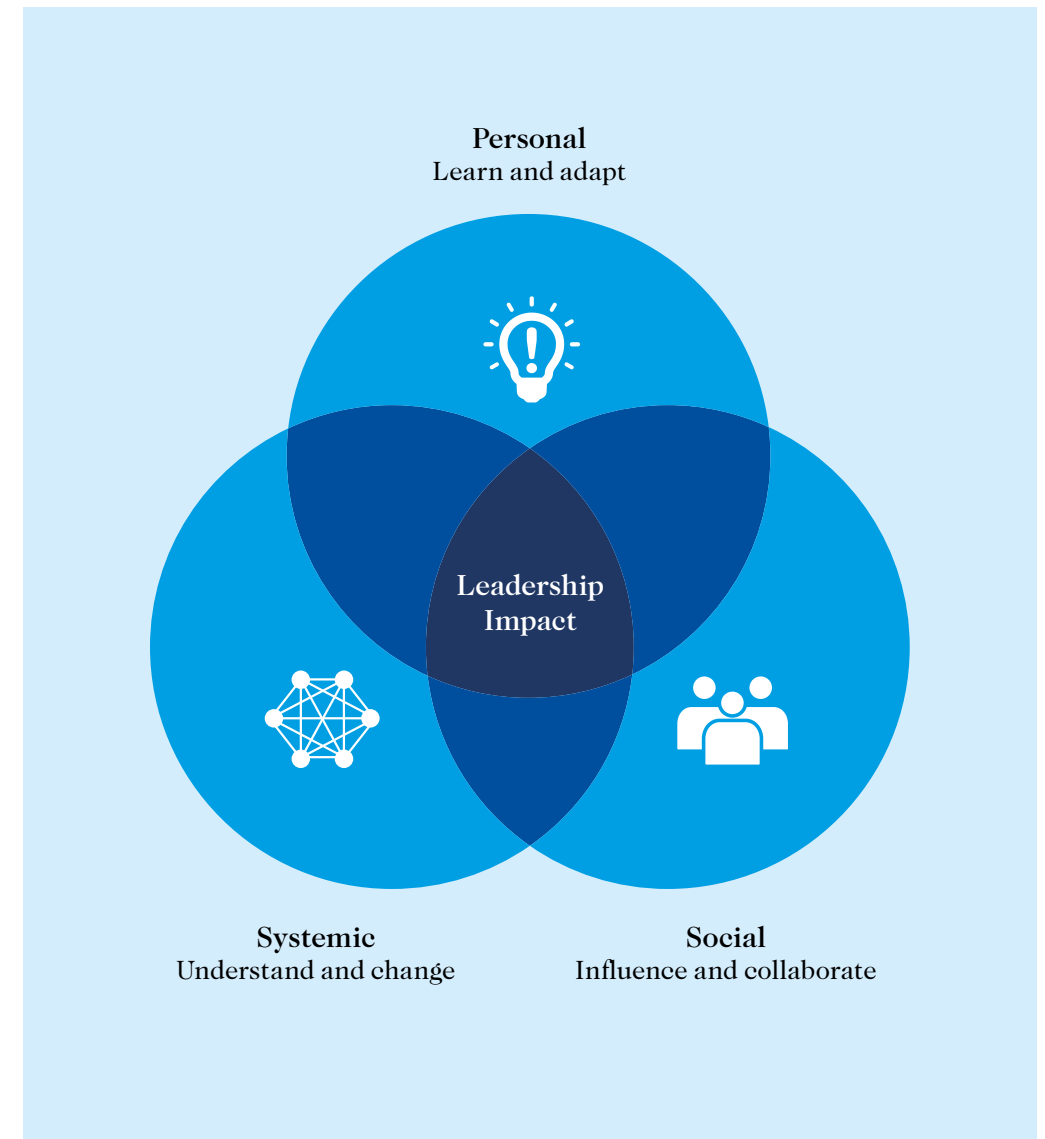 Personal
Learn and adapt
Leadership
Impact
Systemic
Understand and change
Social
Influence and collaborate